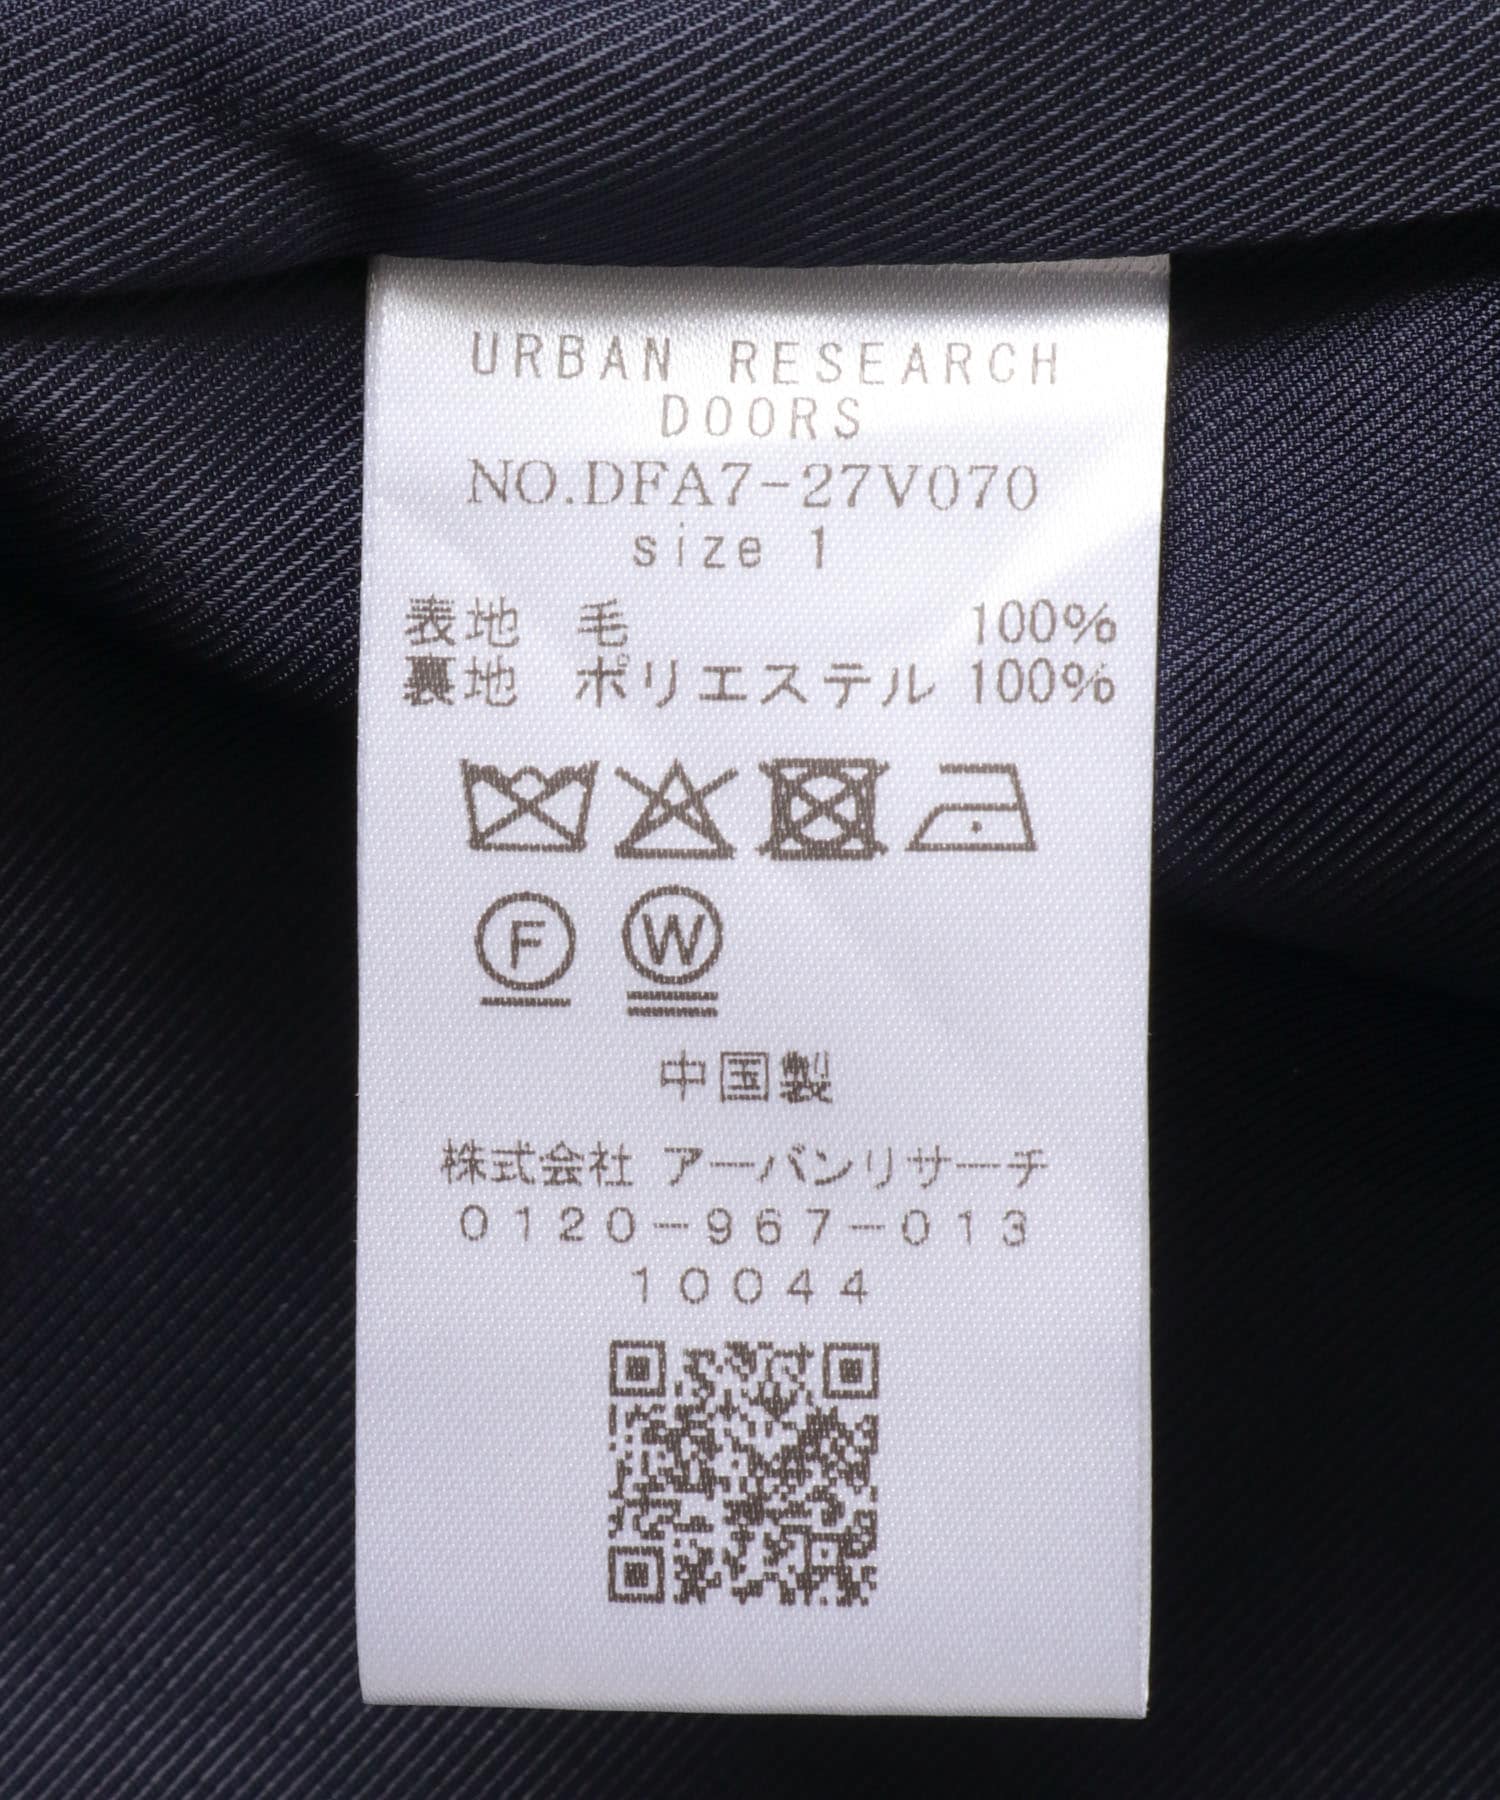 URBAN RESEARCH
DOORS
NO.DFA7-27V070
size 1
表地 毛 100%
裏地 ポリエステル 100%
F W
中国製
株式会社 アーバンリサーチ
0120-967-013
10044